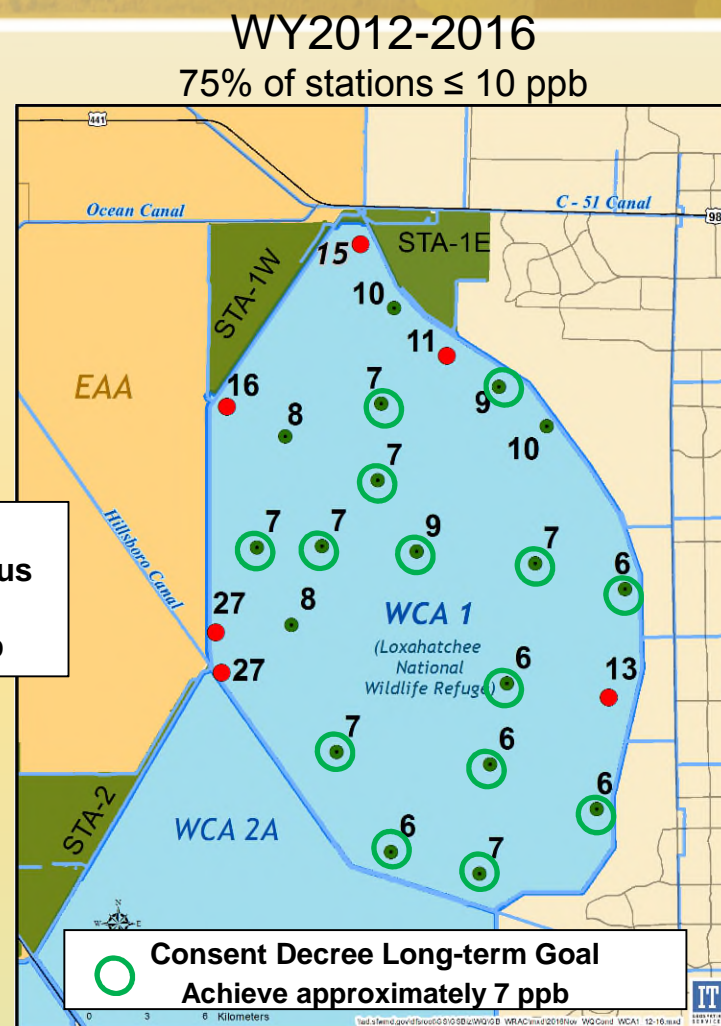 WY2012-2016
75% of stations ≤ 10 ppb
441
Ocean Canal
C - 51 Canal
98
STA-1W
15
STA-1E
10
11
EAA
16
8
7
9
10
7
Hillsboro Canal
us
7
7
9
7
6
27
8
WCA 1
(Loxahatchee
National
Wildlife Refuge)
27
6
13
7
6
6
STA-2
WCA 2A
6
7
W E
Consent Decree Long-term Goal
Achieve approximately 7 ppb
0 3 6 Kilometers
IT